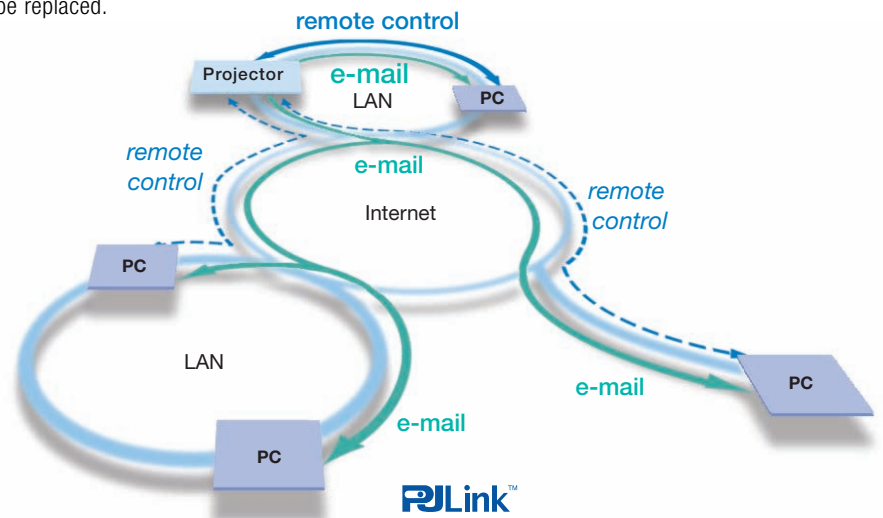 be replaced.
remote control
Projector
e-mail
LAN
PC
remote
control
e-mail
Internet
remote
control
PC
LAN
PC
e-mail
e-mail
PC
PJLink™